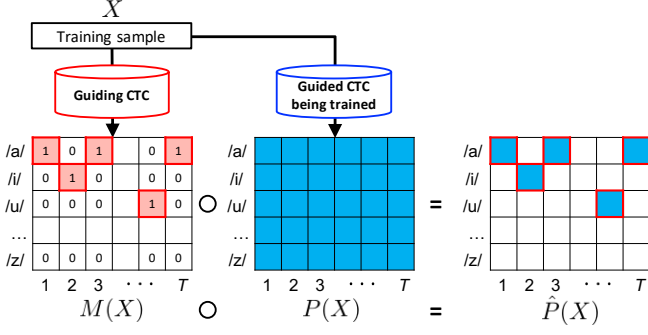 X
Training sample
Guiding CTC
Guided CTC
being trained
/a/ 1 0 1 0 1
/i/ 0 1 0 0 0
/u/ 0 0 0 1 0
...
/z/ 0 0 0 0 0
1 2 3 · · · T
M(X)
○
/a/
/i/
/u/
...
/z/
1 2 3 · · · T
P(X)
=
/a/
/i/
/u/
...
/z/
1 2 3 · · · T
P̂(X)
○
=